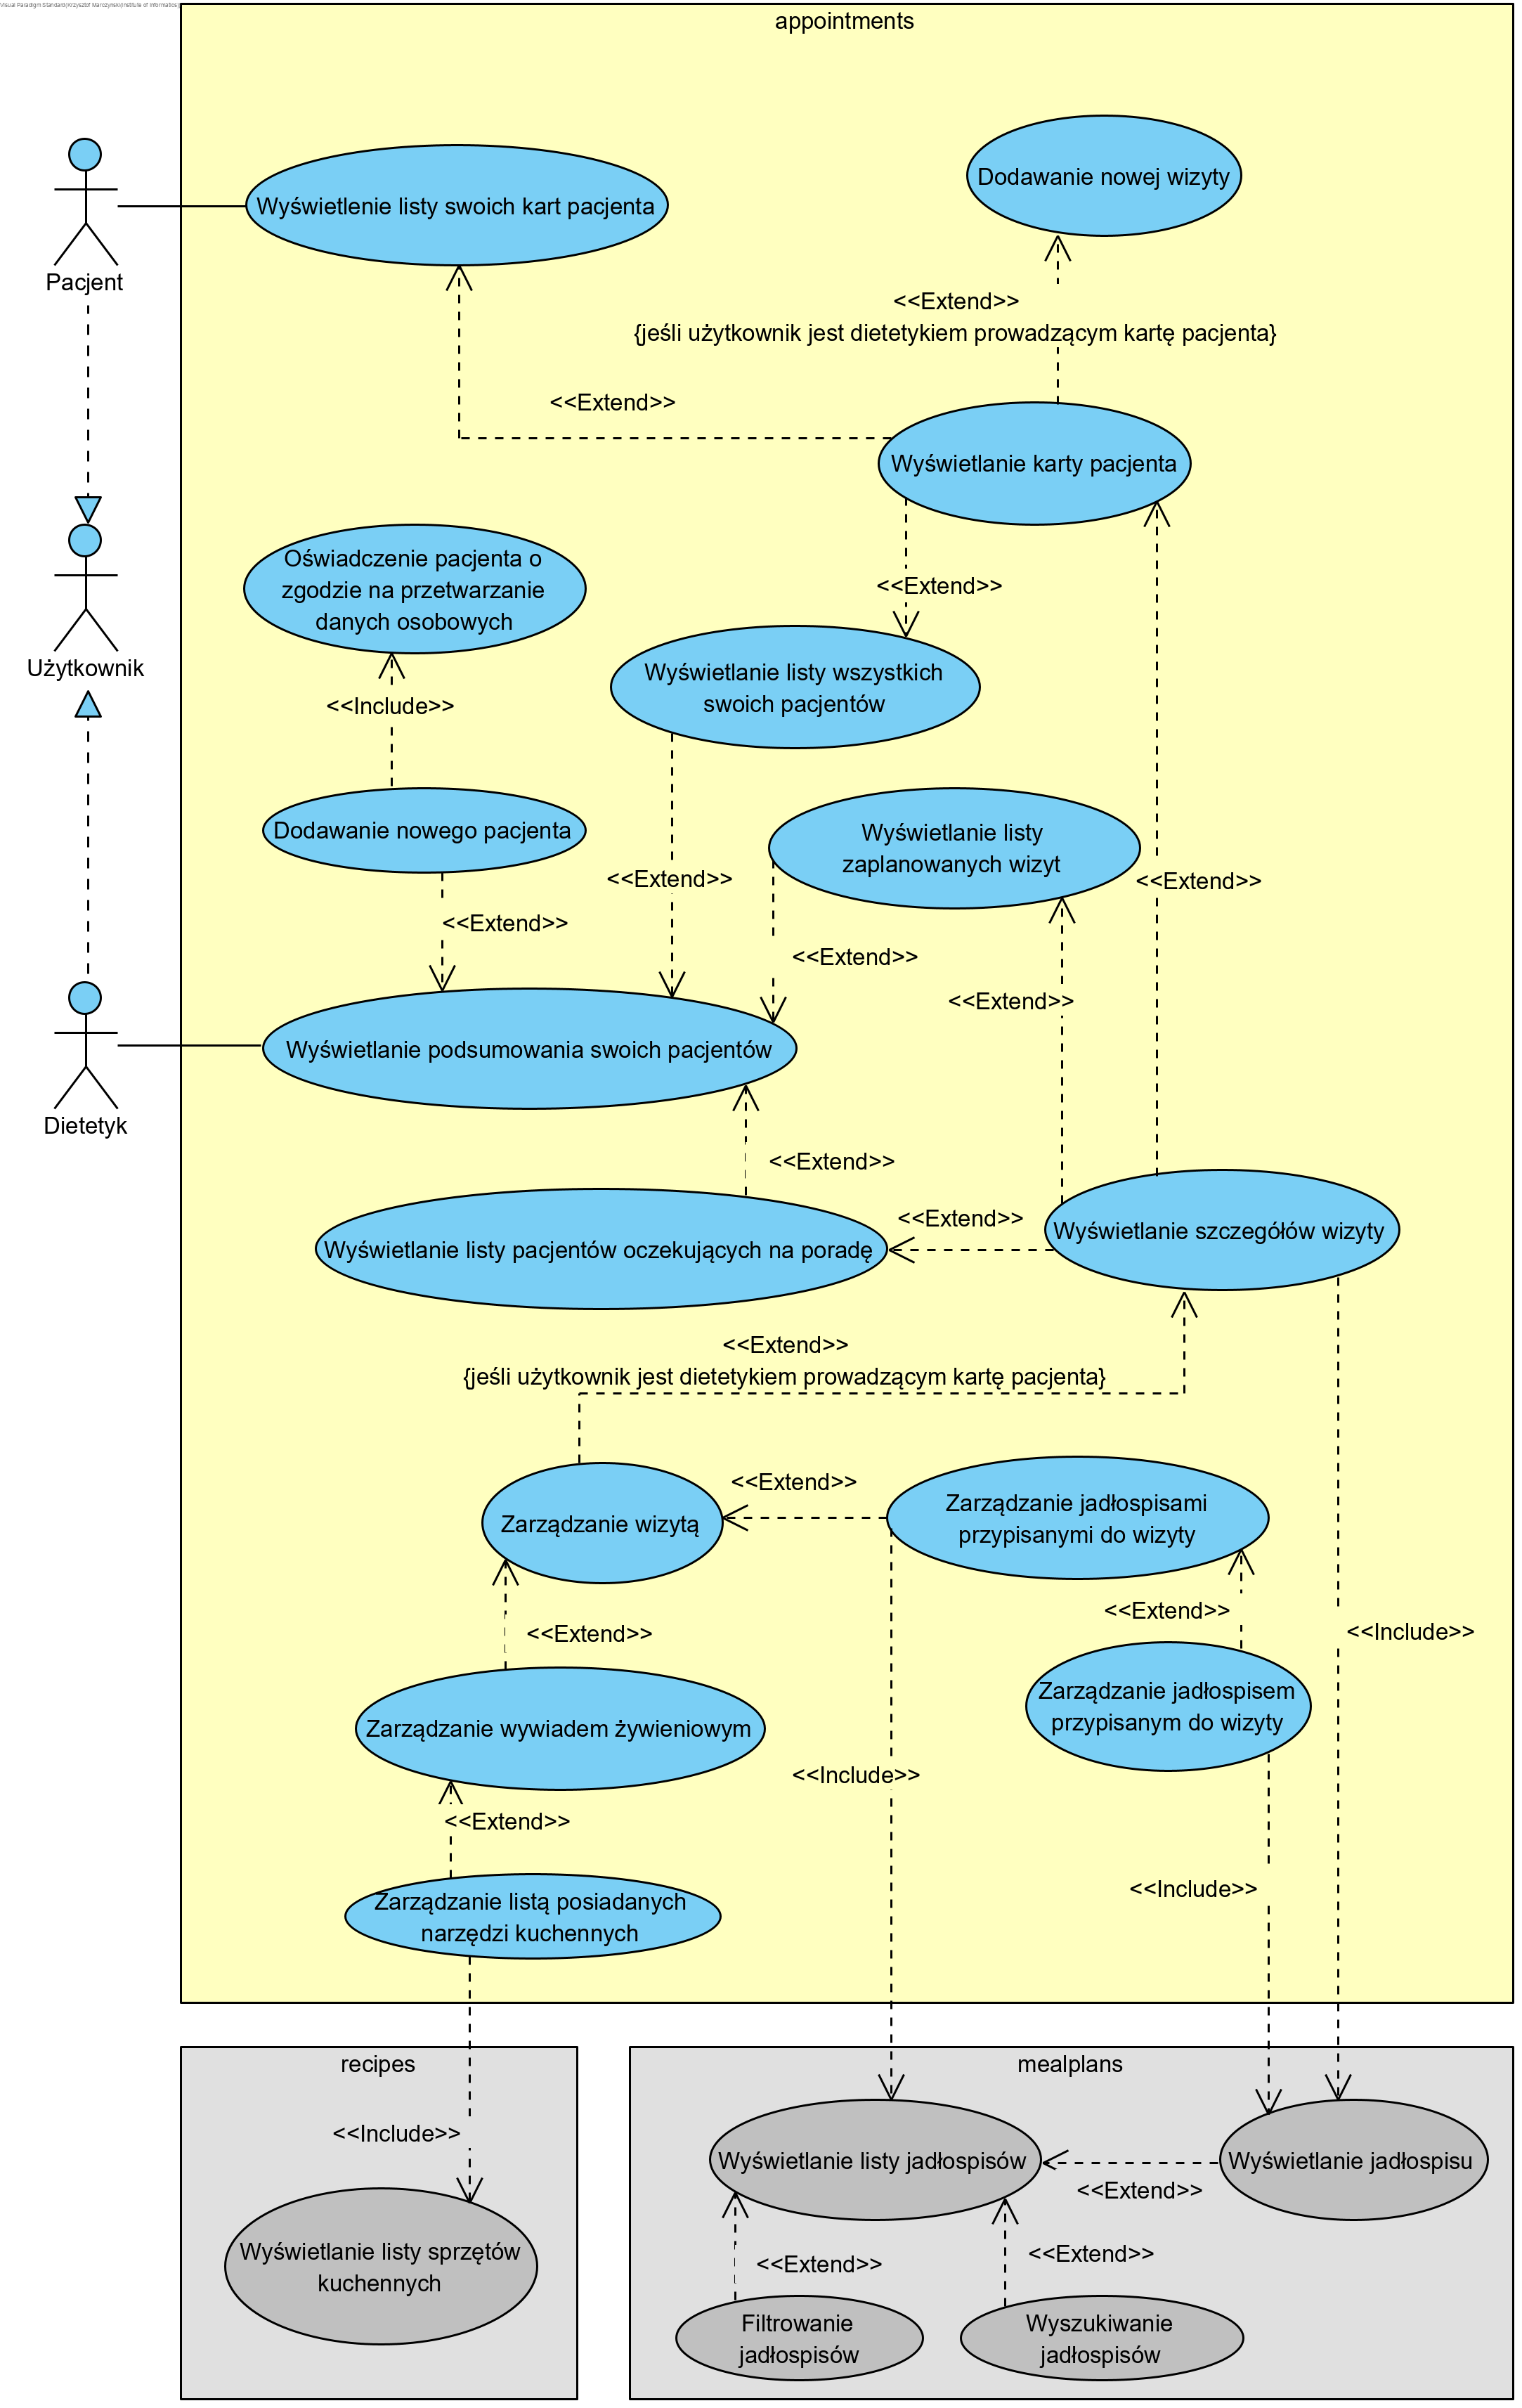 Visual Paradigm Standard(Krzysztof Marczyński(Institute of Informatics))
appointments
Dodawanie nowej wizyty
Wyświetlenie listy swoich kart pacjenta
Pacjent
<<Extend>>
{jeśli użytkownik jest dietetykiem prowadzącym kartę pacjenta}
<<Extend>>
Wyświetlanie karty pacjenta
Oświadczenie pacjenta o
zgodzie na przetwarzanie
danych osobowych
<<Extend>>
Użytkownik
Wyświetlanie listy wszystkich
swoich pacjentów
<<Include>>
Dodawanie nowego pacjenta
Wyświetlanie listy
zaplanowanych wizyt
<<Extend>>
<<Extend>>
<<Extend>>
<<Extend>>
<<Extend>>
Wyświetlanie podsumowania swoich pacjentów
Dietetyk
<<Extend>>
<<Extend>>
Wyświetlanie szczegółów wizyty
Wyświetlanie listy pacjentów oczekujących na poradę
<<Extend>>
{jeśli użytkownik jest dietetykiem prowadzącym kartę pacjenta}
<<Extend>>
Zarządzanie wizytą
Zarządzanie jadłospisami
przypisanymi do wizyty
<<Extend>>
<<Extend>>
<<Include>>
Zarządzanie wywiadem żywieniowym
Zarządzanie jadłospisem
przypisanym do wizyty
<<Include>>
<<Extend>>
<<Include>>
Zarządzanie listą posiadanych
narzędzi kuchennych
recipes
mealplans
<<Include>>
Wyświetlanie listy jadłospisów
Wyświetlanie jadłospisu
<<Extend>>
Wyświetlanie listy sprzętów
kuchennych
<<Extend>>
<<Extend>>
Filtrowanie
jadłospisów
Wyszukiwanie
jadłospisów